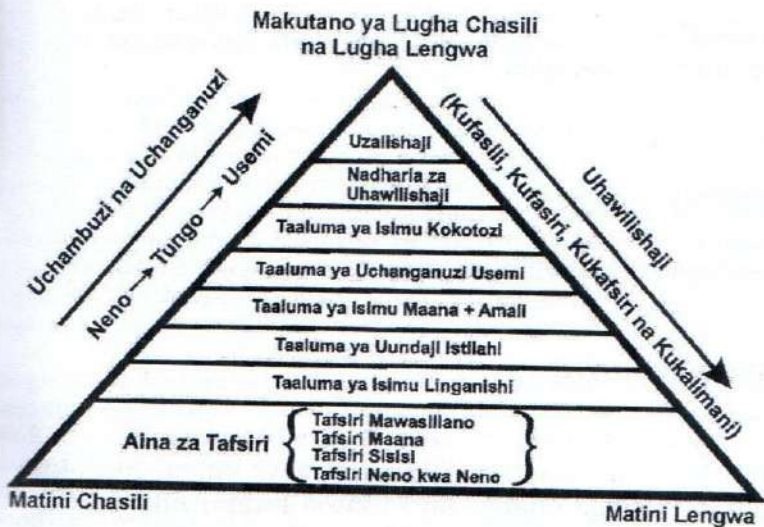 Makutano ya Lugha Chasili
na Lugha Lengwa
Uchambuzi na Uchanganuzi
Neno → Tungo → Usemi
Uhawilishaji
(Kufasili, Kufasiri, Kukafsiri na Kukalimani)
Uzalishaji
Nadharia za
Uhawilishaji
Taaluma ya Isimu Kokotozi
Taaluma ya Uchanganuzi Usemi
Taaluma ya Isimu Maana + Amali
Taaluma ya Uundaji Istilahi
Taaluma ya Isimu Linganishi
Aina za Tafsiri
Tafsiri Mawasiliano
Tafsiri Maana
Tafsiri Sisisi
Tafsiri Neno kwa Neno
Matini Chasili
Matini Lengwa